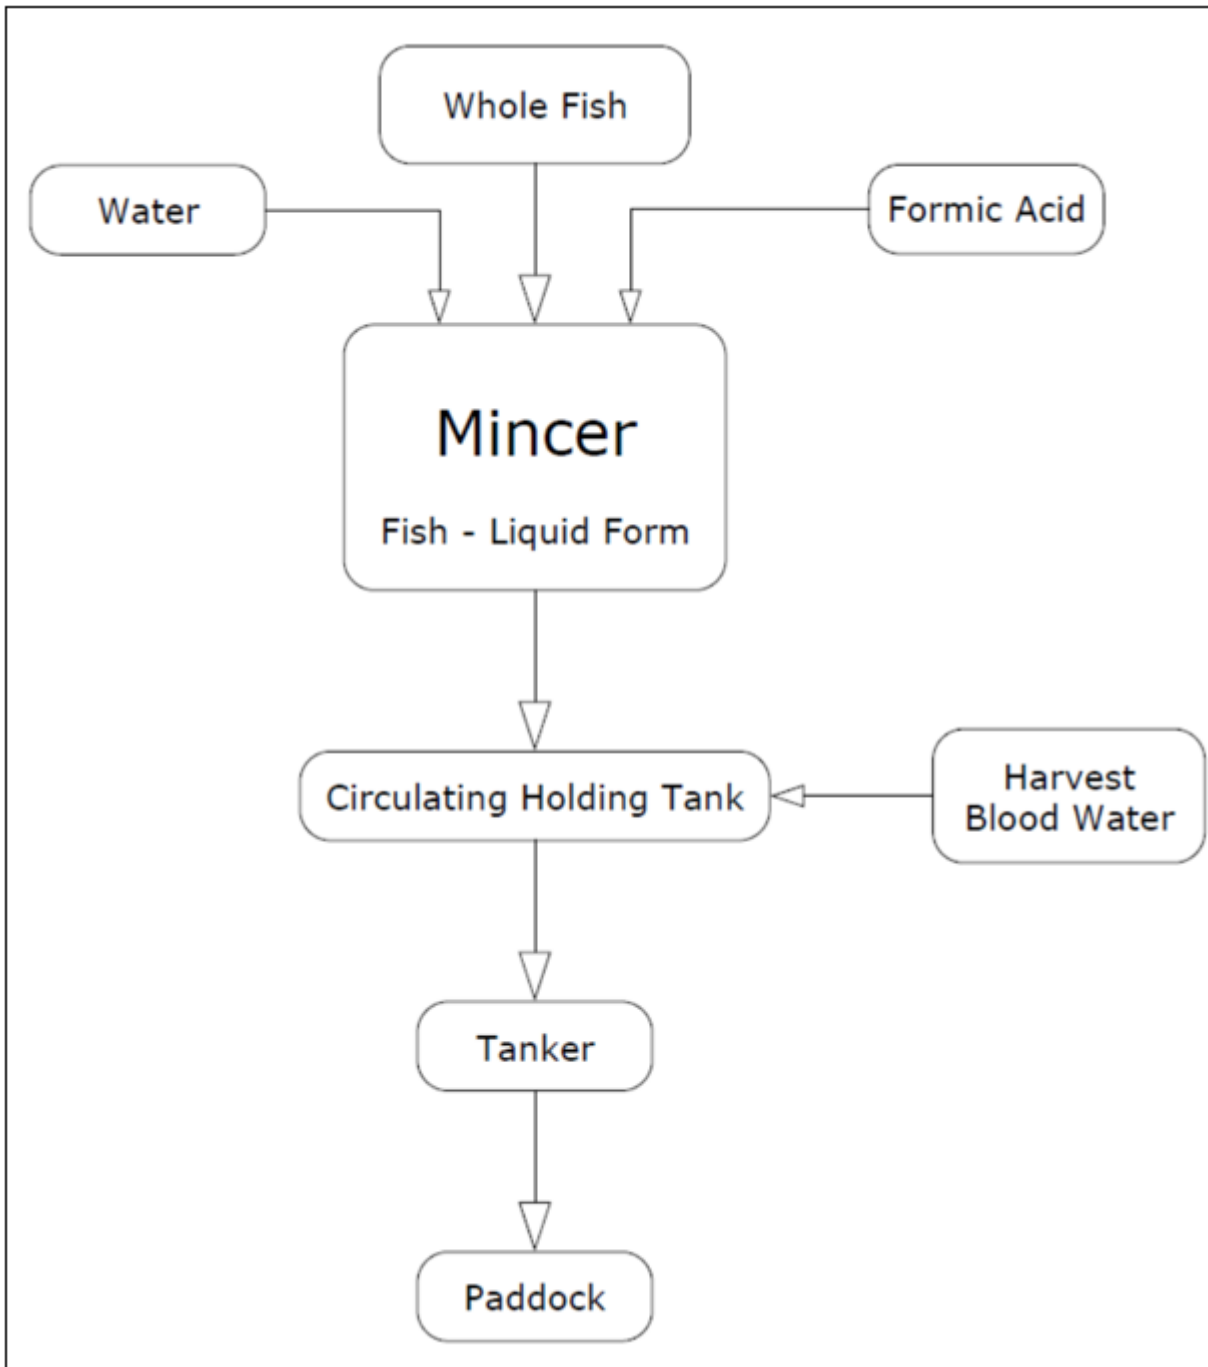 Whole Fish
Water
Formic Acid
Mincer
Fish - Liquid Form
Circulating Holding Tank
Harvest
Blood Water
Tanker
Paddock